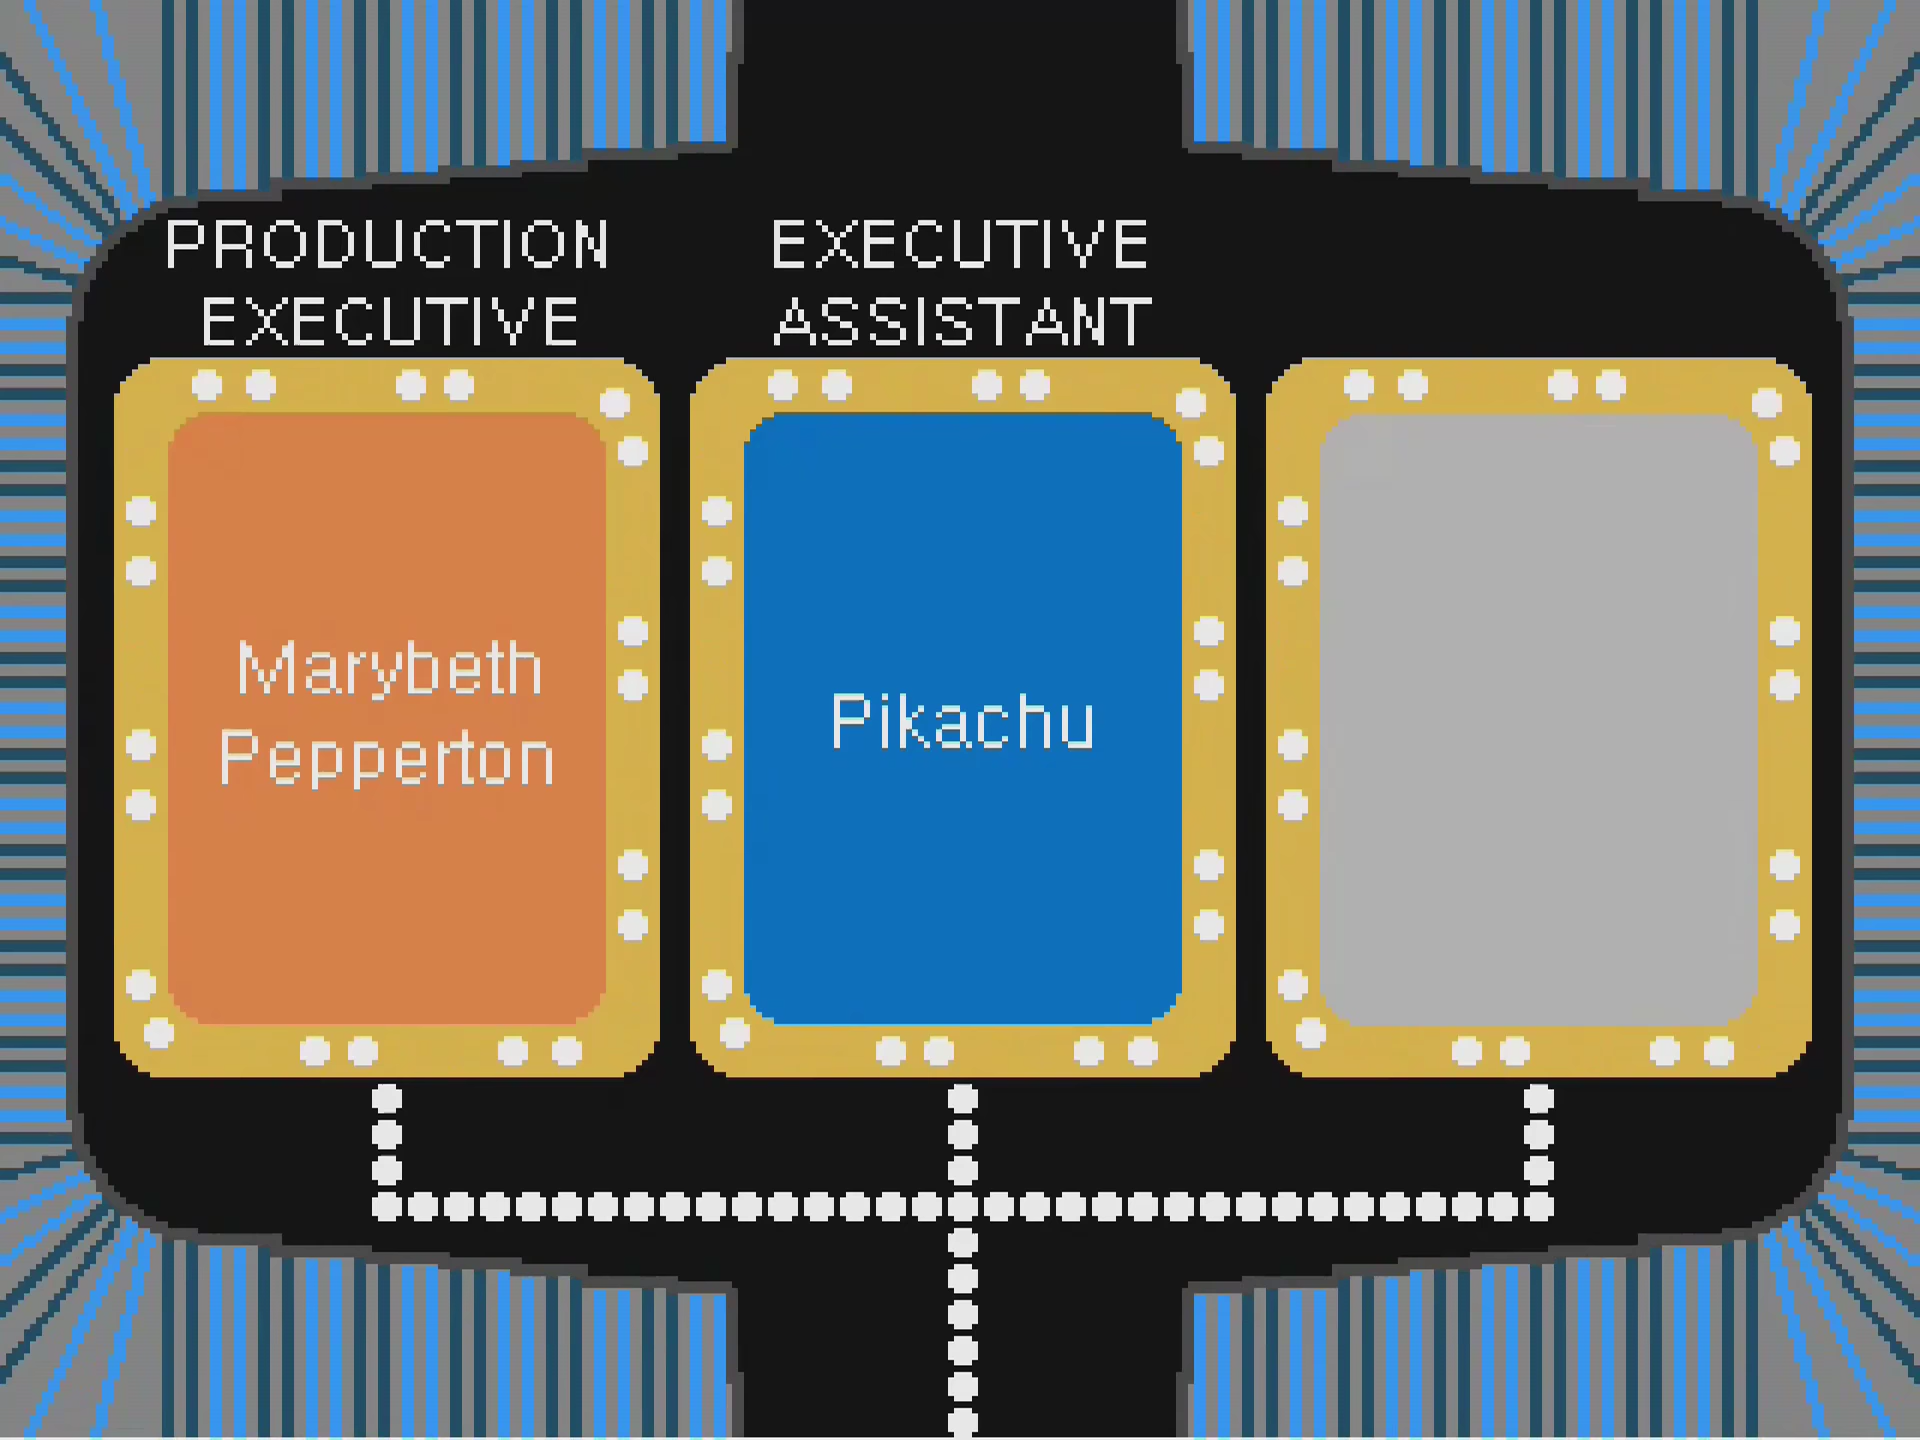 PRODUCTION
EXECUTIVE
Marybeth
Pepperton
EXECUTIVE
ASSISTANT
Pikachu